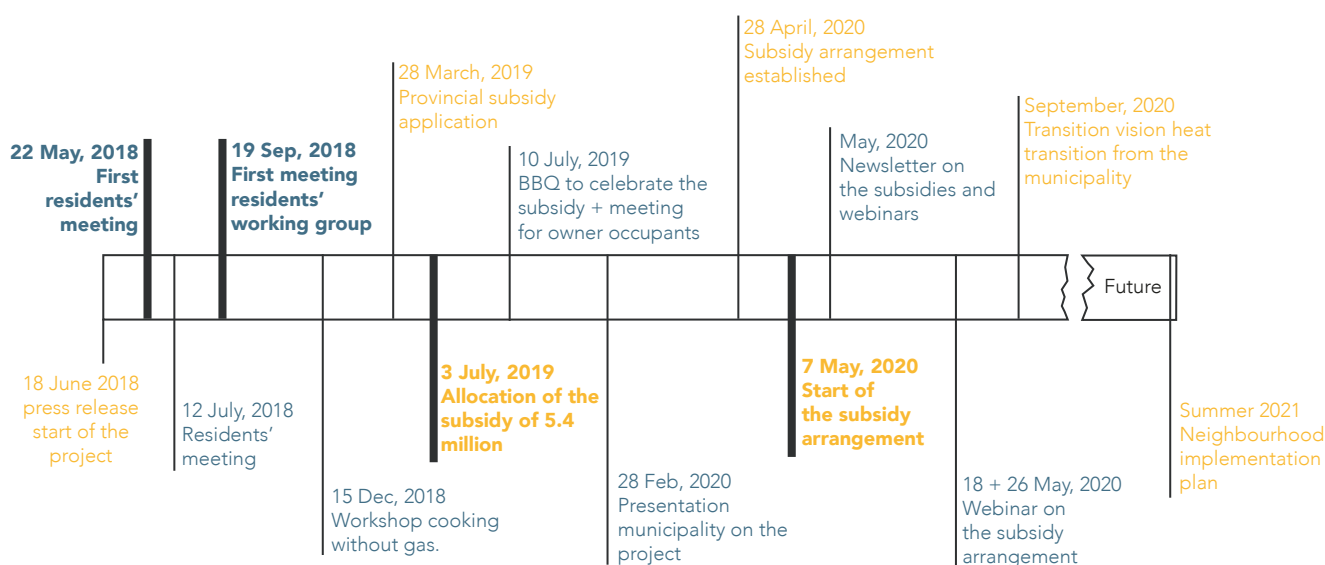 28 April, 2020
Subsidy arrangement
established
28 March, 2019
Provincial subsidy
application
September, 2020
Transition vision heat
transition from the
municipality
22 May, 2018
First
residents’
meeting
19 Sep, 2018
First meeting
residents’
working group
10 July, 2019
BBQ to celebrate the
subsidy + meeting
for owner occupants
May, 2020
Newsletter on
the subsidies and
webinars
Future
18 June 2018
press release
start of the
project
12 July, 2018
Residents’
meeting
3 July, 2019
Allocation of the
subsidy of 5.4
million
7 May, 2020
Start of
the subsidy
arrangement
Summer 2021
Neighbourhood
implementation
plan
15 Dec, 2018
Workshop cooking
without gas.
28 Feb, 2020
Presentation
municipality on the
project
18 + 26 May, 2020
Webinar on
the subsidy
arrangement